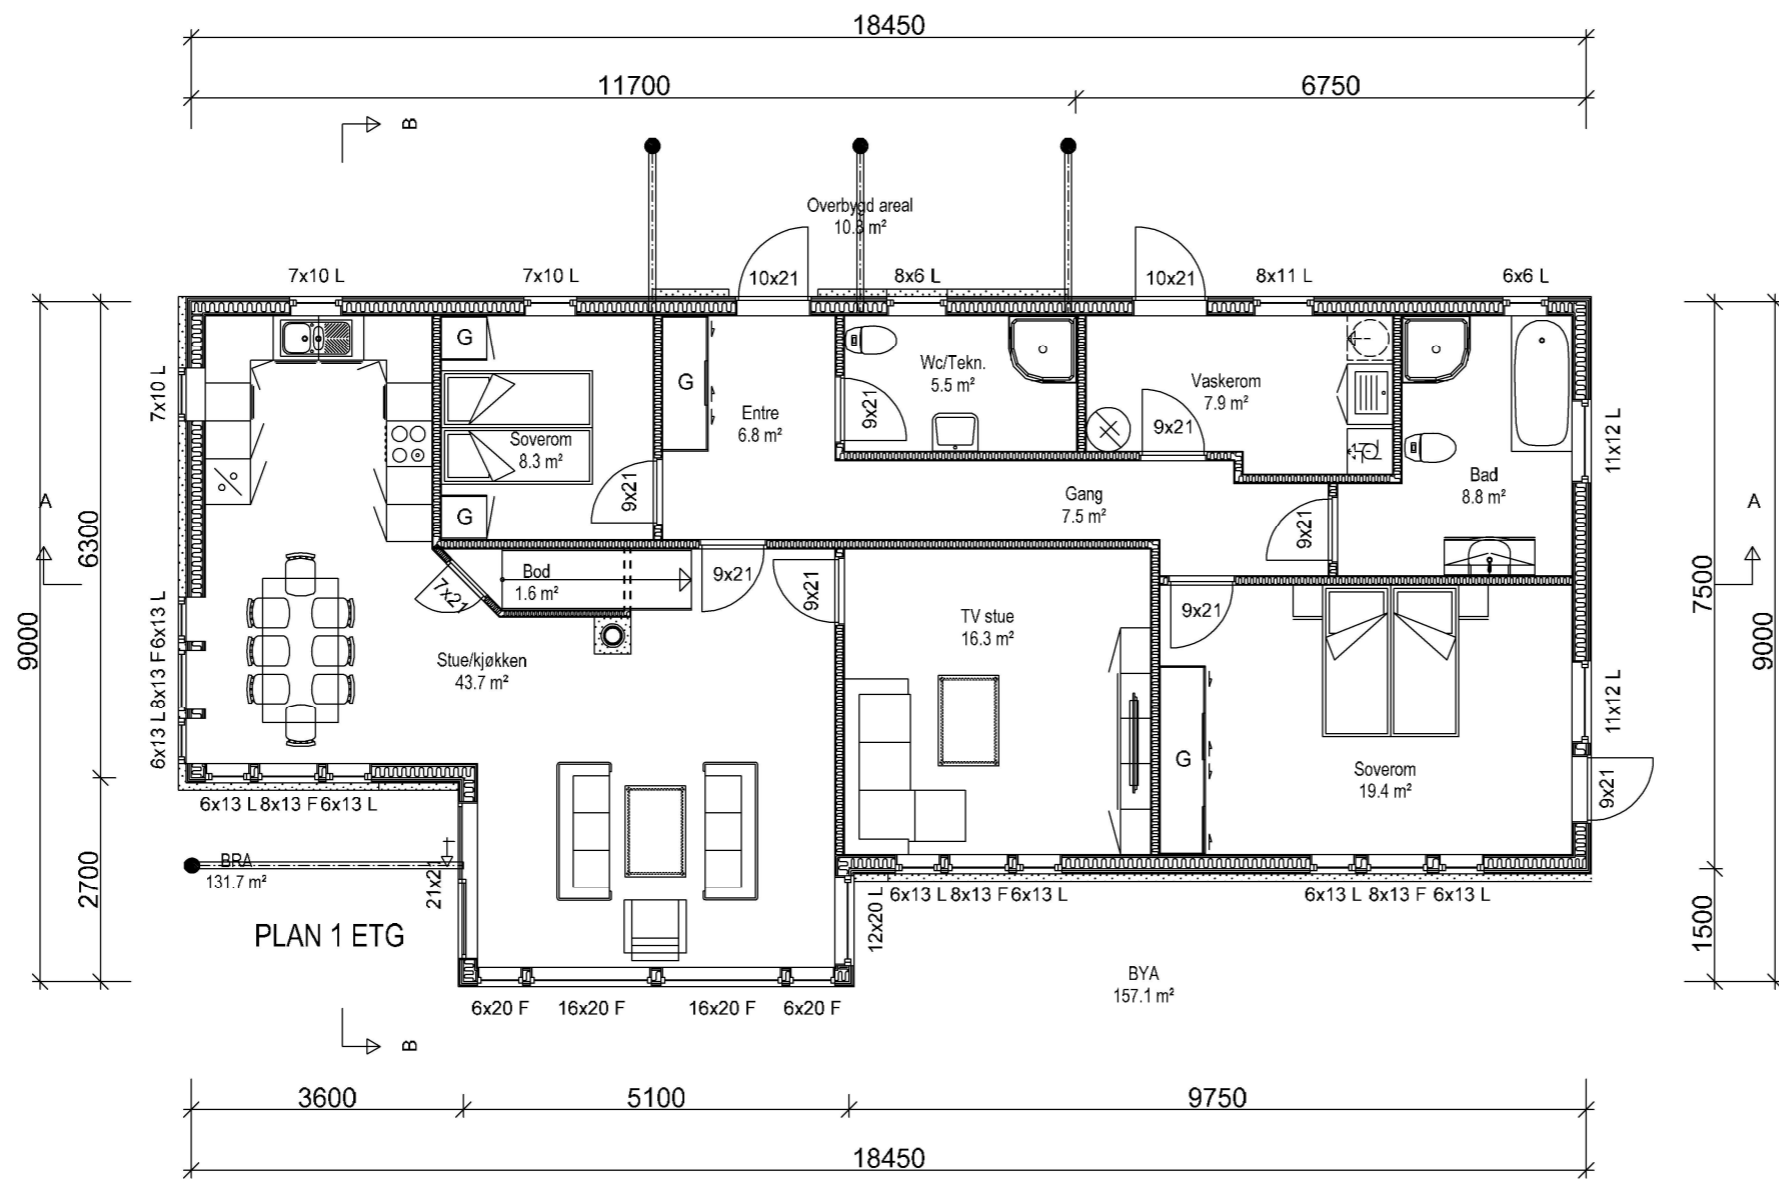 18450
11700
6750
B
Overbygd areal
10.8 m²
7x10 L
7x10 L
10x21
8x6 L
10x21
8x11 L
6x6 L
G
G
7x10 L
Wc/Tekn.
5.5 m²
Vaskerom
7.9 m²
Entre
6.8 m²
9x21
9x21
11x12 L
Soverom
8.3 m²
G
9x21
Bad
8.8 m²
Gang
7.5 m²
A
A
9x21
6300
7500
9000
9000
Bod
1.6 m²
7x21
9x21
9x21
9x21
TV stue
16.3 m²
Stue/kjøkken
43.7 m²
6x13 L 8x13 F 6x13 L
11x12 L
G
Soverom
19.4 m²
9x21
6x13 L 8x13 F 6x13 L
BRA
131.7 m²
21x21
2700
1500
6x13 L 8x13 F 6x13 L
6x13 L 8x13 F 6x13 L
12x20 L
PLAN 1 ETG
BYA
157.1 m²
6x20 F
16x20 F
16x20 F
6x20 F
B
3600
5100
9750
18450